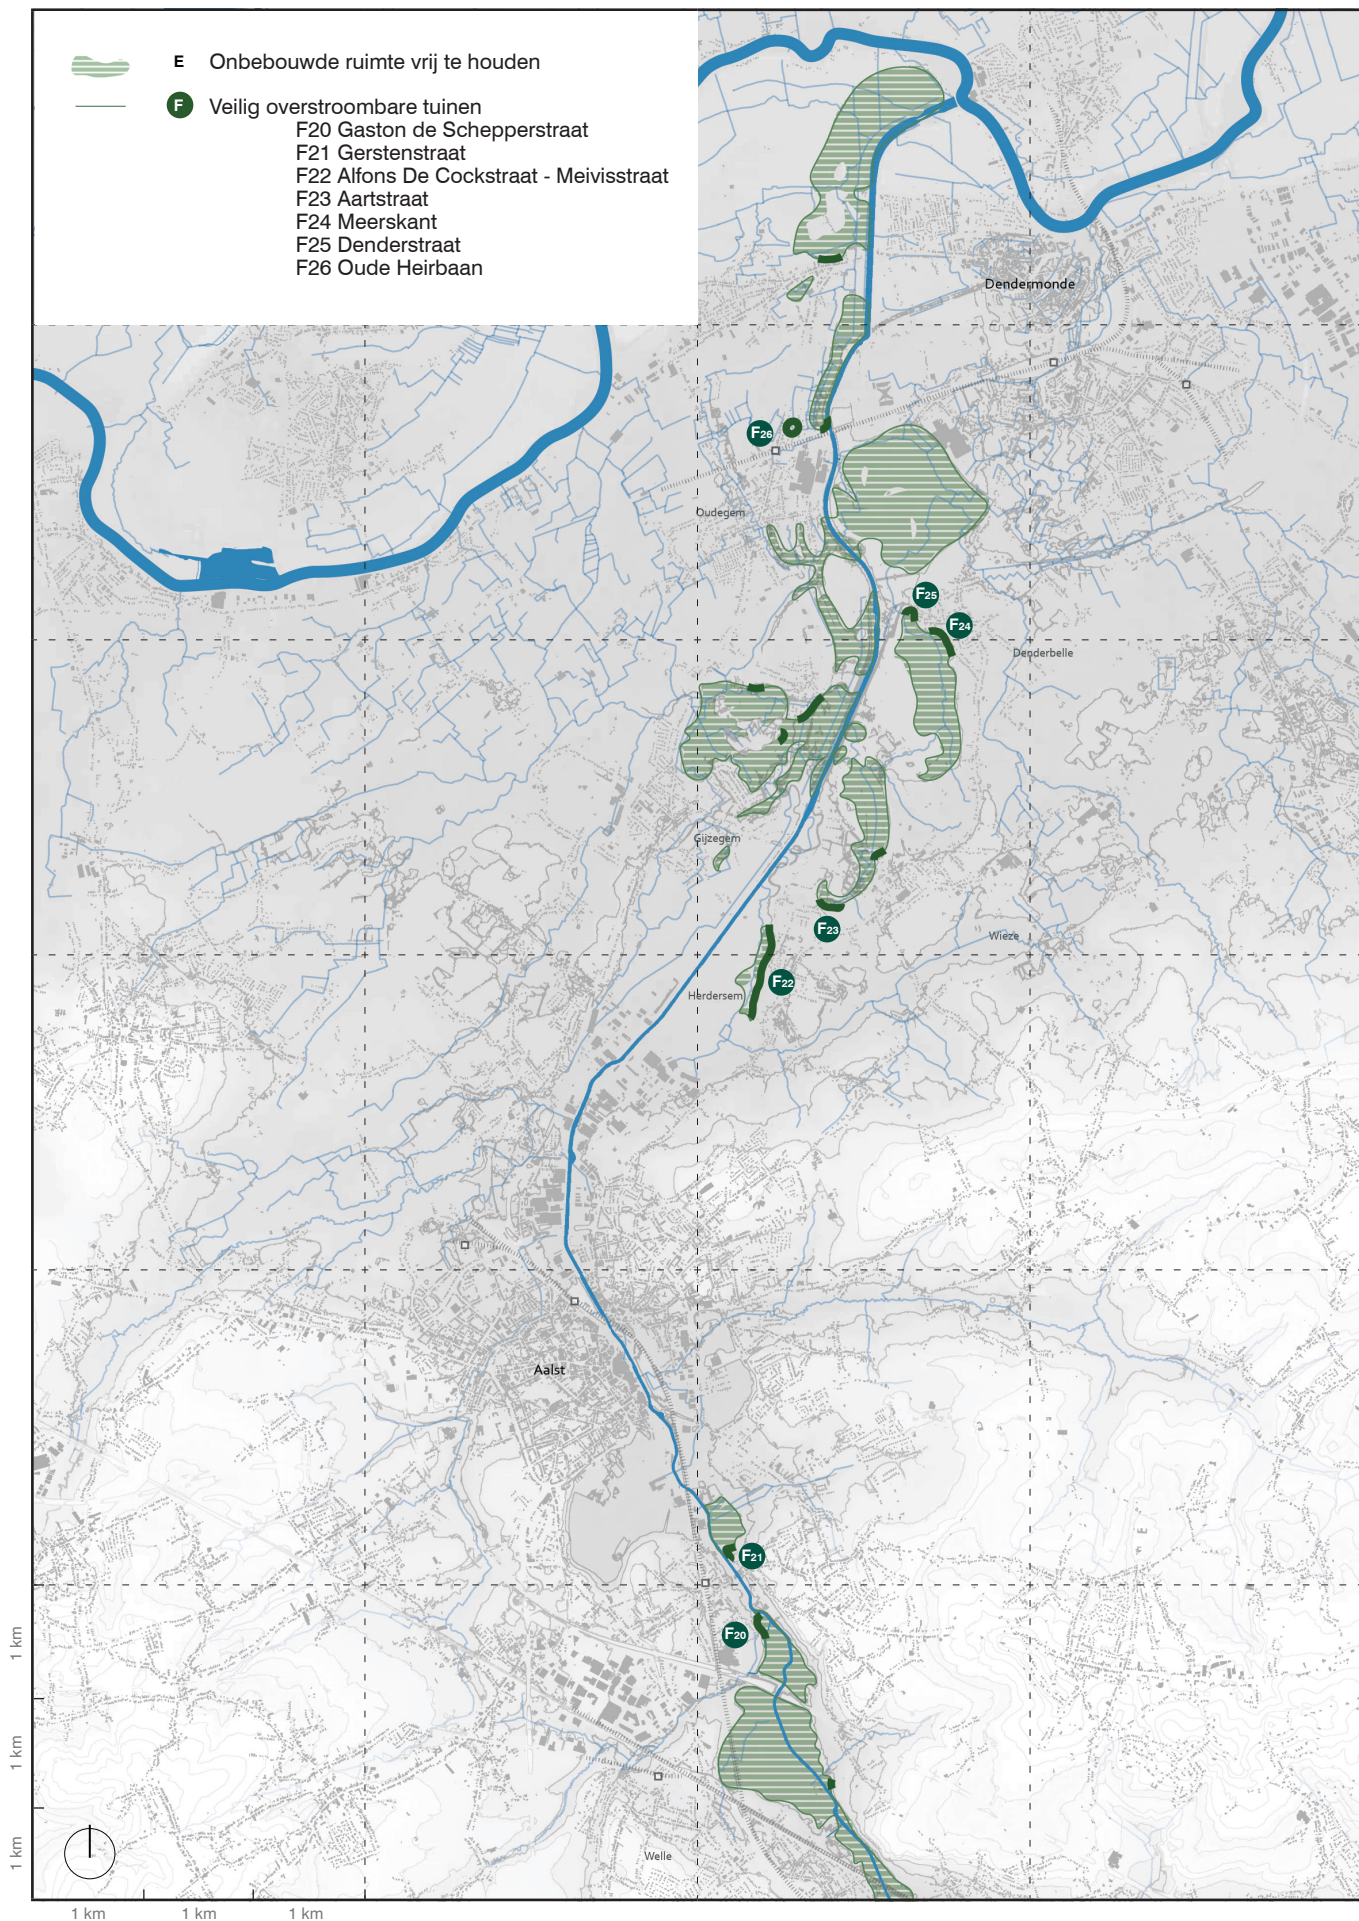 E Onbebouwde ruimte vrij te houden
F Veilig overstroombare tuinen
F20 Gaston de Schepperstraat
F21 Gerstenstraat
F22 Alfons De Cockstraat - Meivisstraat
F23 Aartstraat
F24 Meerskant
F25 Denderstraat
F26 Oude Heirbaan
Dendermonde
F26
Oudegem
F25
F24
Denderbelle
Gijzegem
F23
Wieze
F22
Herdersem
Aalst
F21
F20
Welle
1 km
1 km
1 km
1 km
1 km
1 km